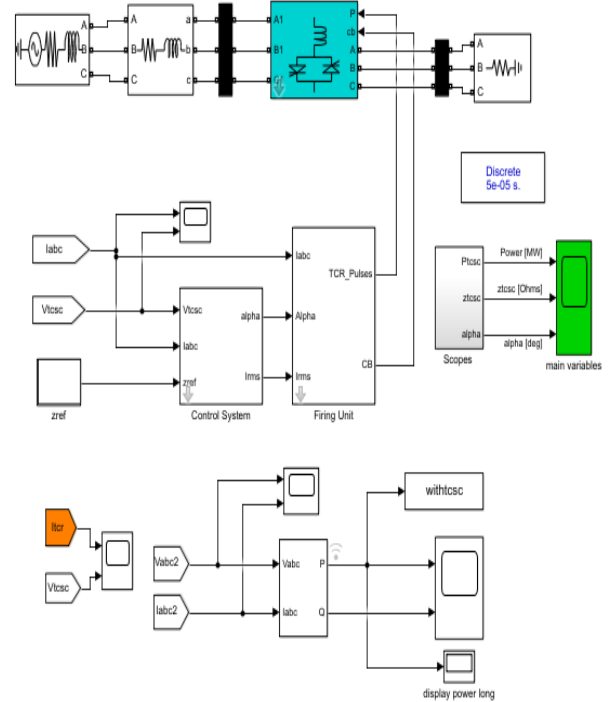 A
A
a
A1
P
cb
A
A
B
B
b
B1
B
B
C
C
c
C1
C
C
Discrete
5e-05 s.
Iabc
Vtcsc
zref
Vtcsc
Iabc
zref
alpha
Irms
Control System
Iabc
Alpha
Irms
TCR_Pulses
CB
Firing Unit
Ptcsc
ztcsc
alpha
Scopes
Power [MW]
ztcsc [Ohms]
alpha [deg]
main variables
Itcr
Vtcsc
Vabc2
Iabc2
Vabc
Iabc
P
Q
withtcsc
display power long